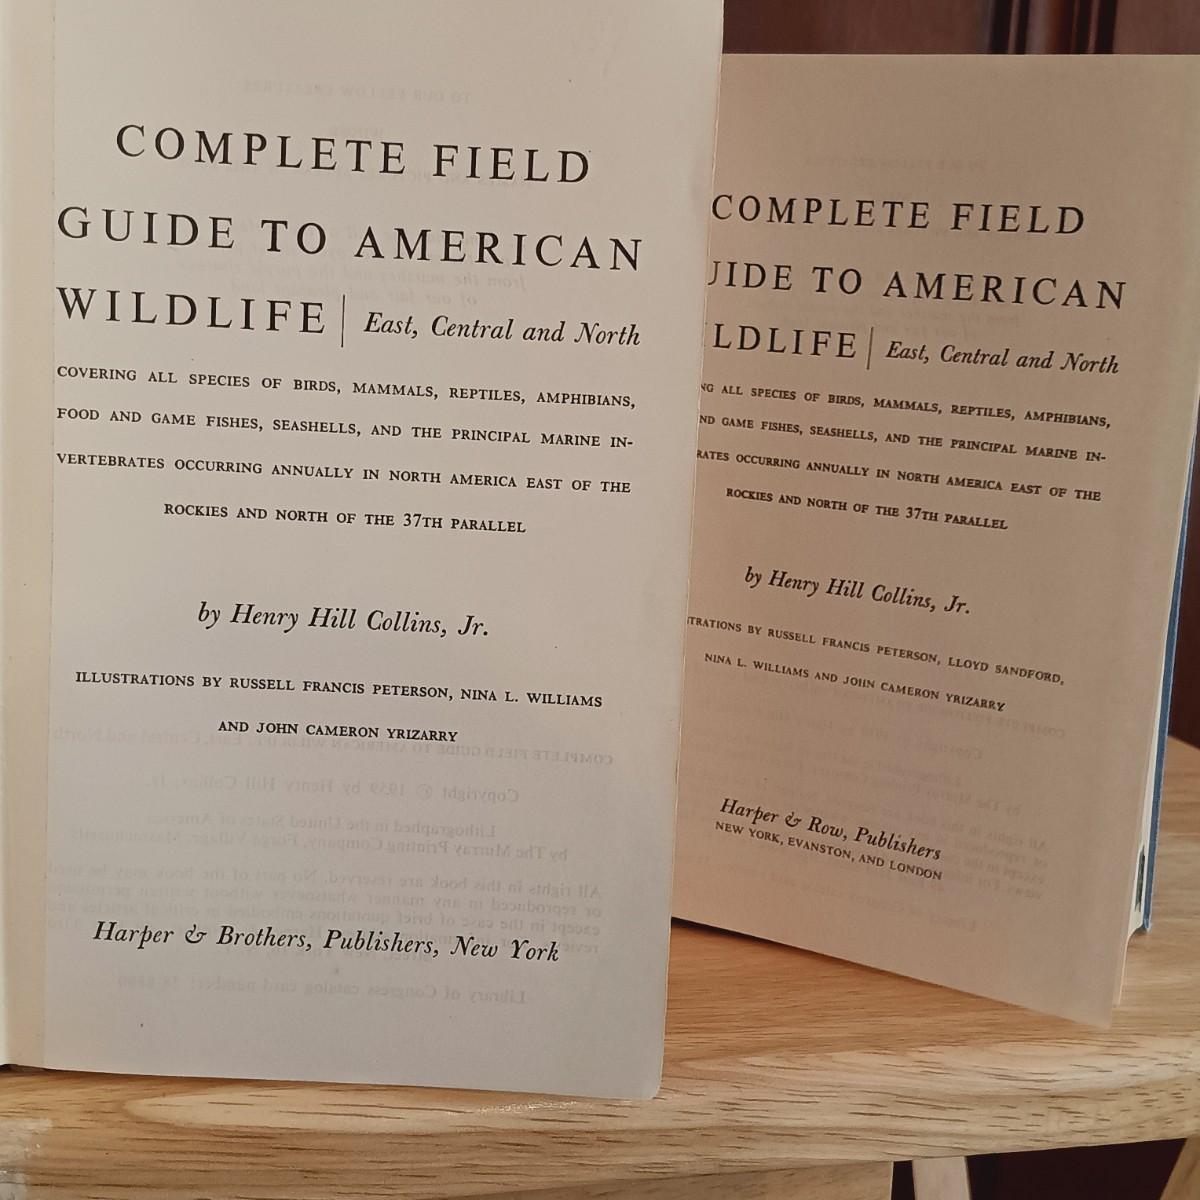 COMPLETE FIELD
GUIDE TO AMERICAN
WILDLIFE | East, Central and North
COVERING ALL SPECIES OF BIRDS, MAMMALS, REPTILES, AMPHIBIANS,
FOOD AND GAME FISHES, SEASHELLS, AND THE PRINCIPAL MARINE IN-
VERTEBRATES OCCURRING ANNUALLY IN NORTH AMERICA EAST OF THE
ROCKIES AND NORTH OF THE 37TH PARALLEL
by Henry Hill Collins, Jr.
ILLUSTRATIONS BY RUSSELL FRANCIS PETERSON, NINA L. WILLIAMS
AND JOHN CAMERON YRIZARRY
Harper & Brothers, Publishers, New York
COMPLETE FIELD
UIDE TO AMERICAN
LDLIFE | East, Central and North
NG ALL SPECIES OF BIRDS, MAMMALS, REPTILES, AMPHIBIANS,
ND GAME FISHES, SEASHELLS, AND THE PRINCIPAL MARINE IN-
RATES OCCURRING ANNUALLY IN NORTH AMERICA EAST OF THE
ROCKIES AND NORTH OF THE 37TH PARALLEL
by Henry Hill Collins, Jr.
TRATIONS BY RUSSELL FRANCIS PETERSON, LLOYD SANDFORD,
NINA L. WILLIAMS AND JOHN CAMERON YRIZARRY
Harper & Row, Publishers
NEW YORK, EVANSTON, AND LONDON